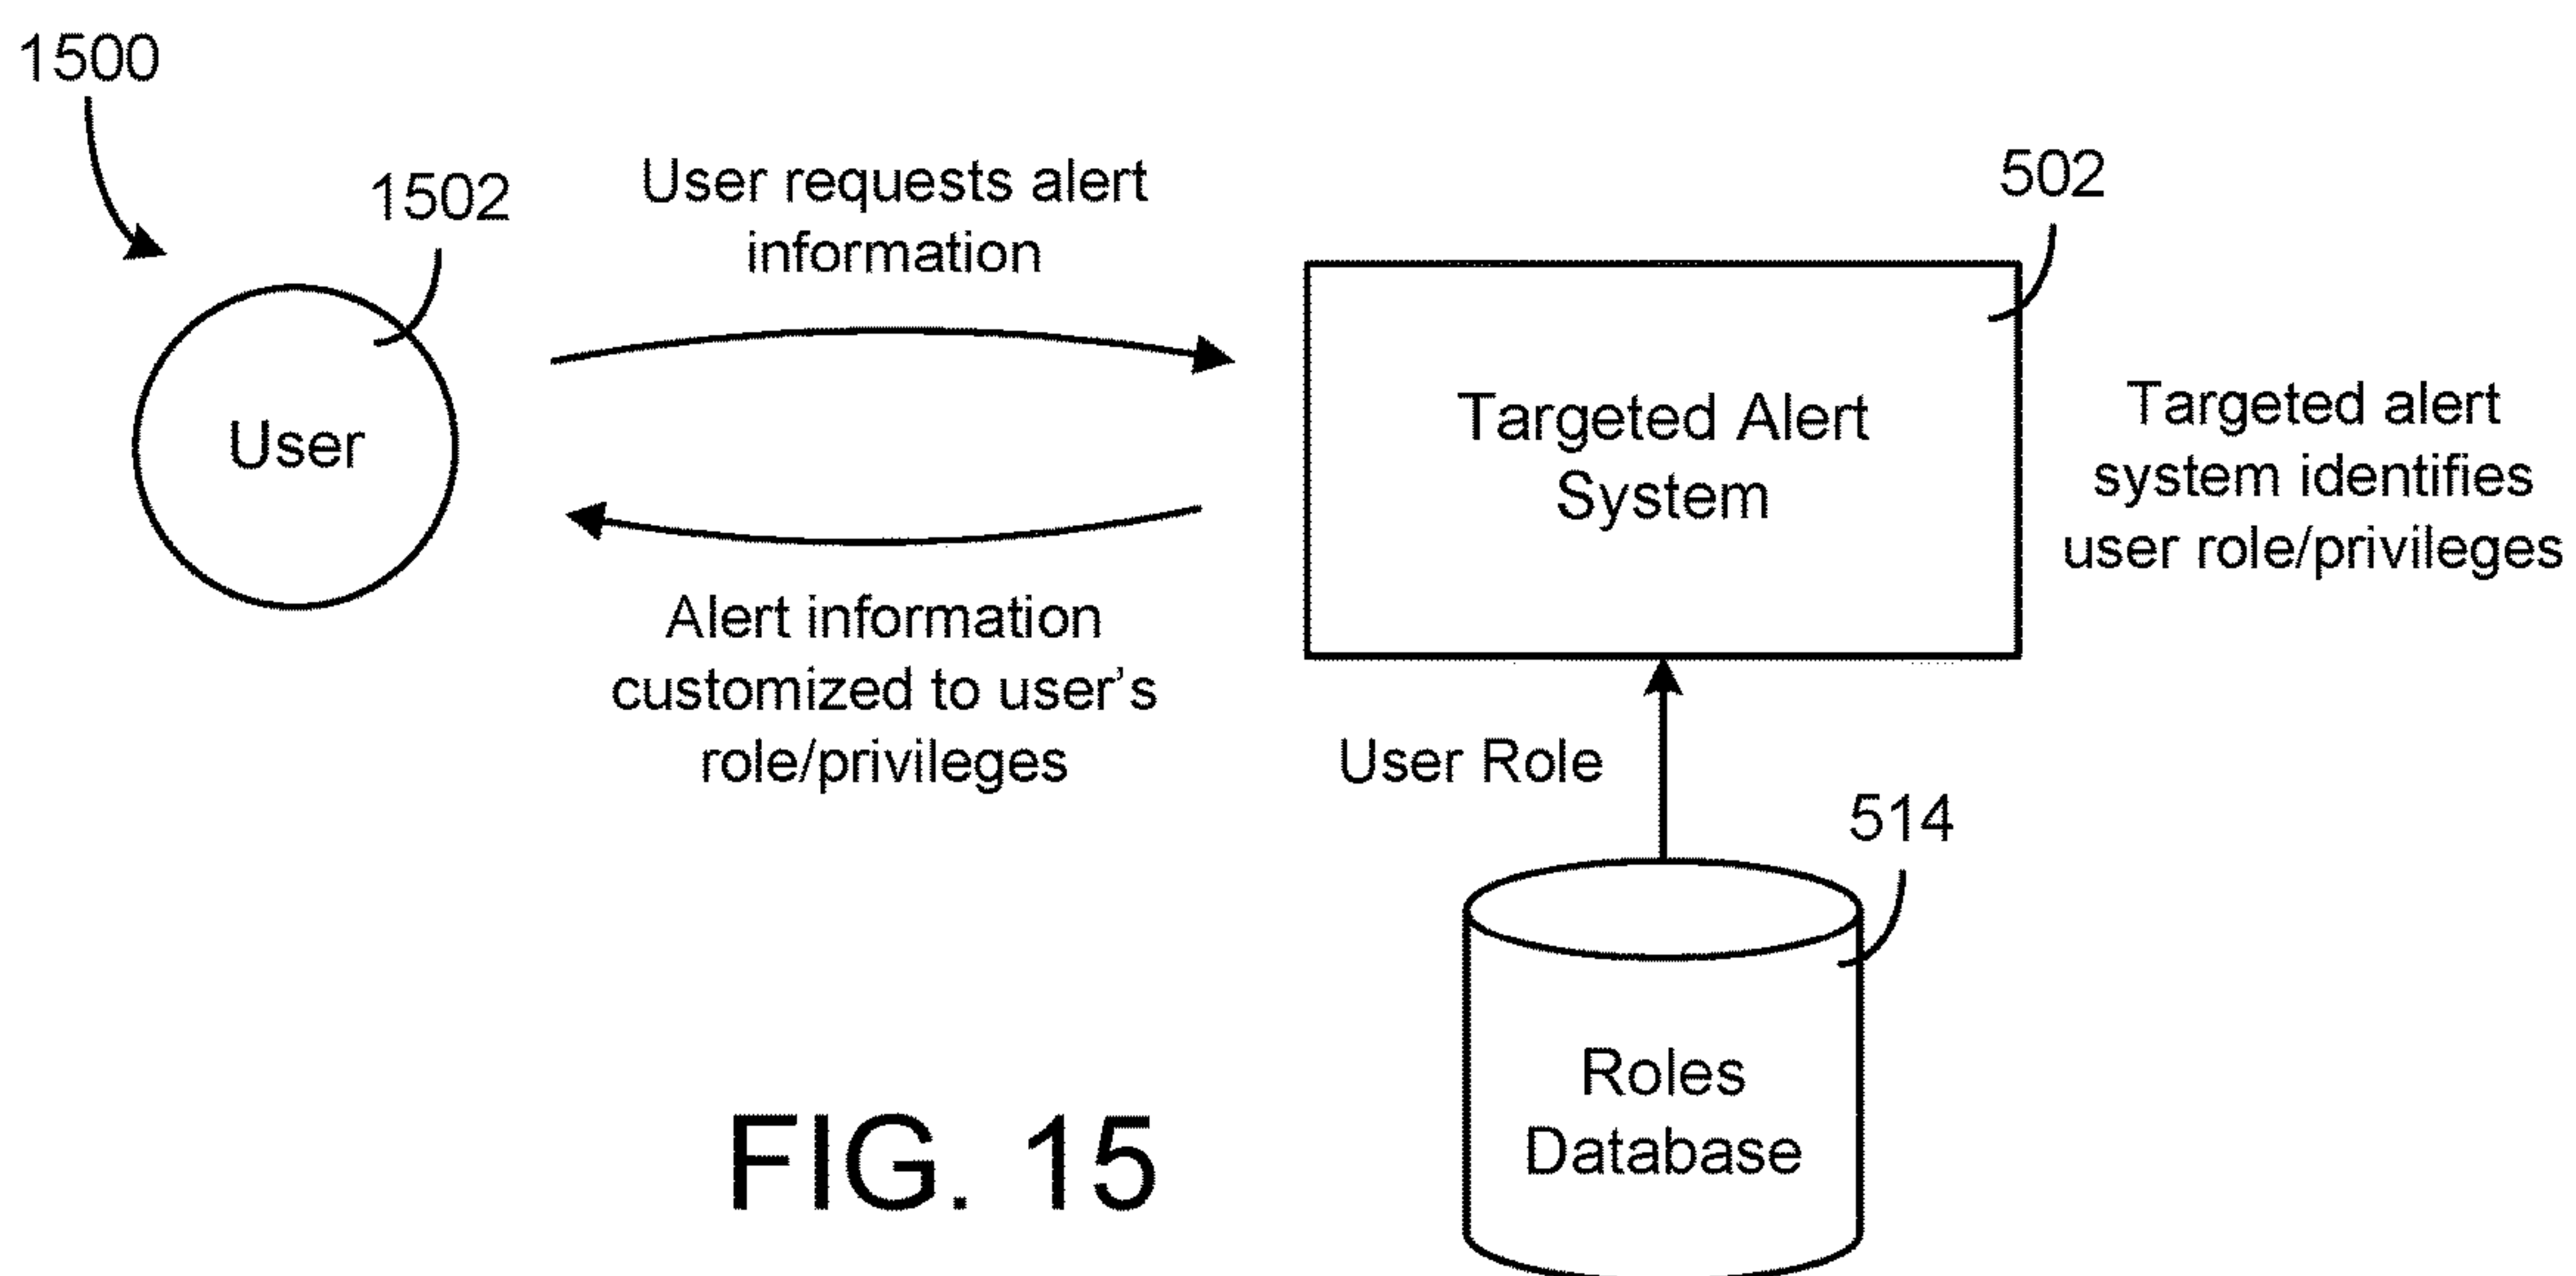 1500
1502
User requests alert
information
502
User
Targeted Alert
System
Targeted alert
system identifies
user role/privileges
Alert information
customized to user's
role/privileges
User Role
514
Roles
Database
FIG. 15